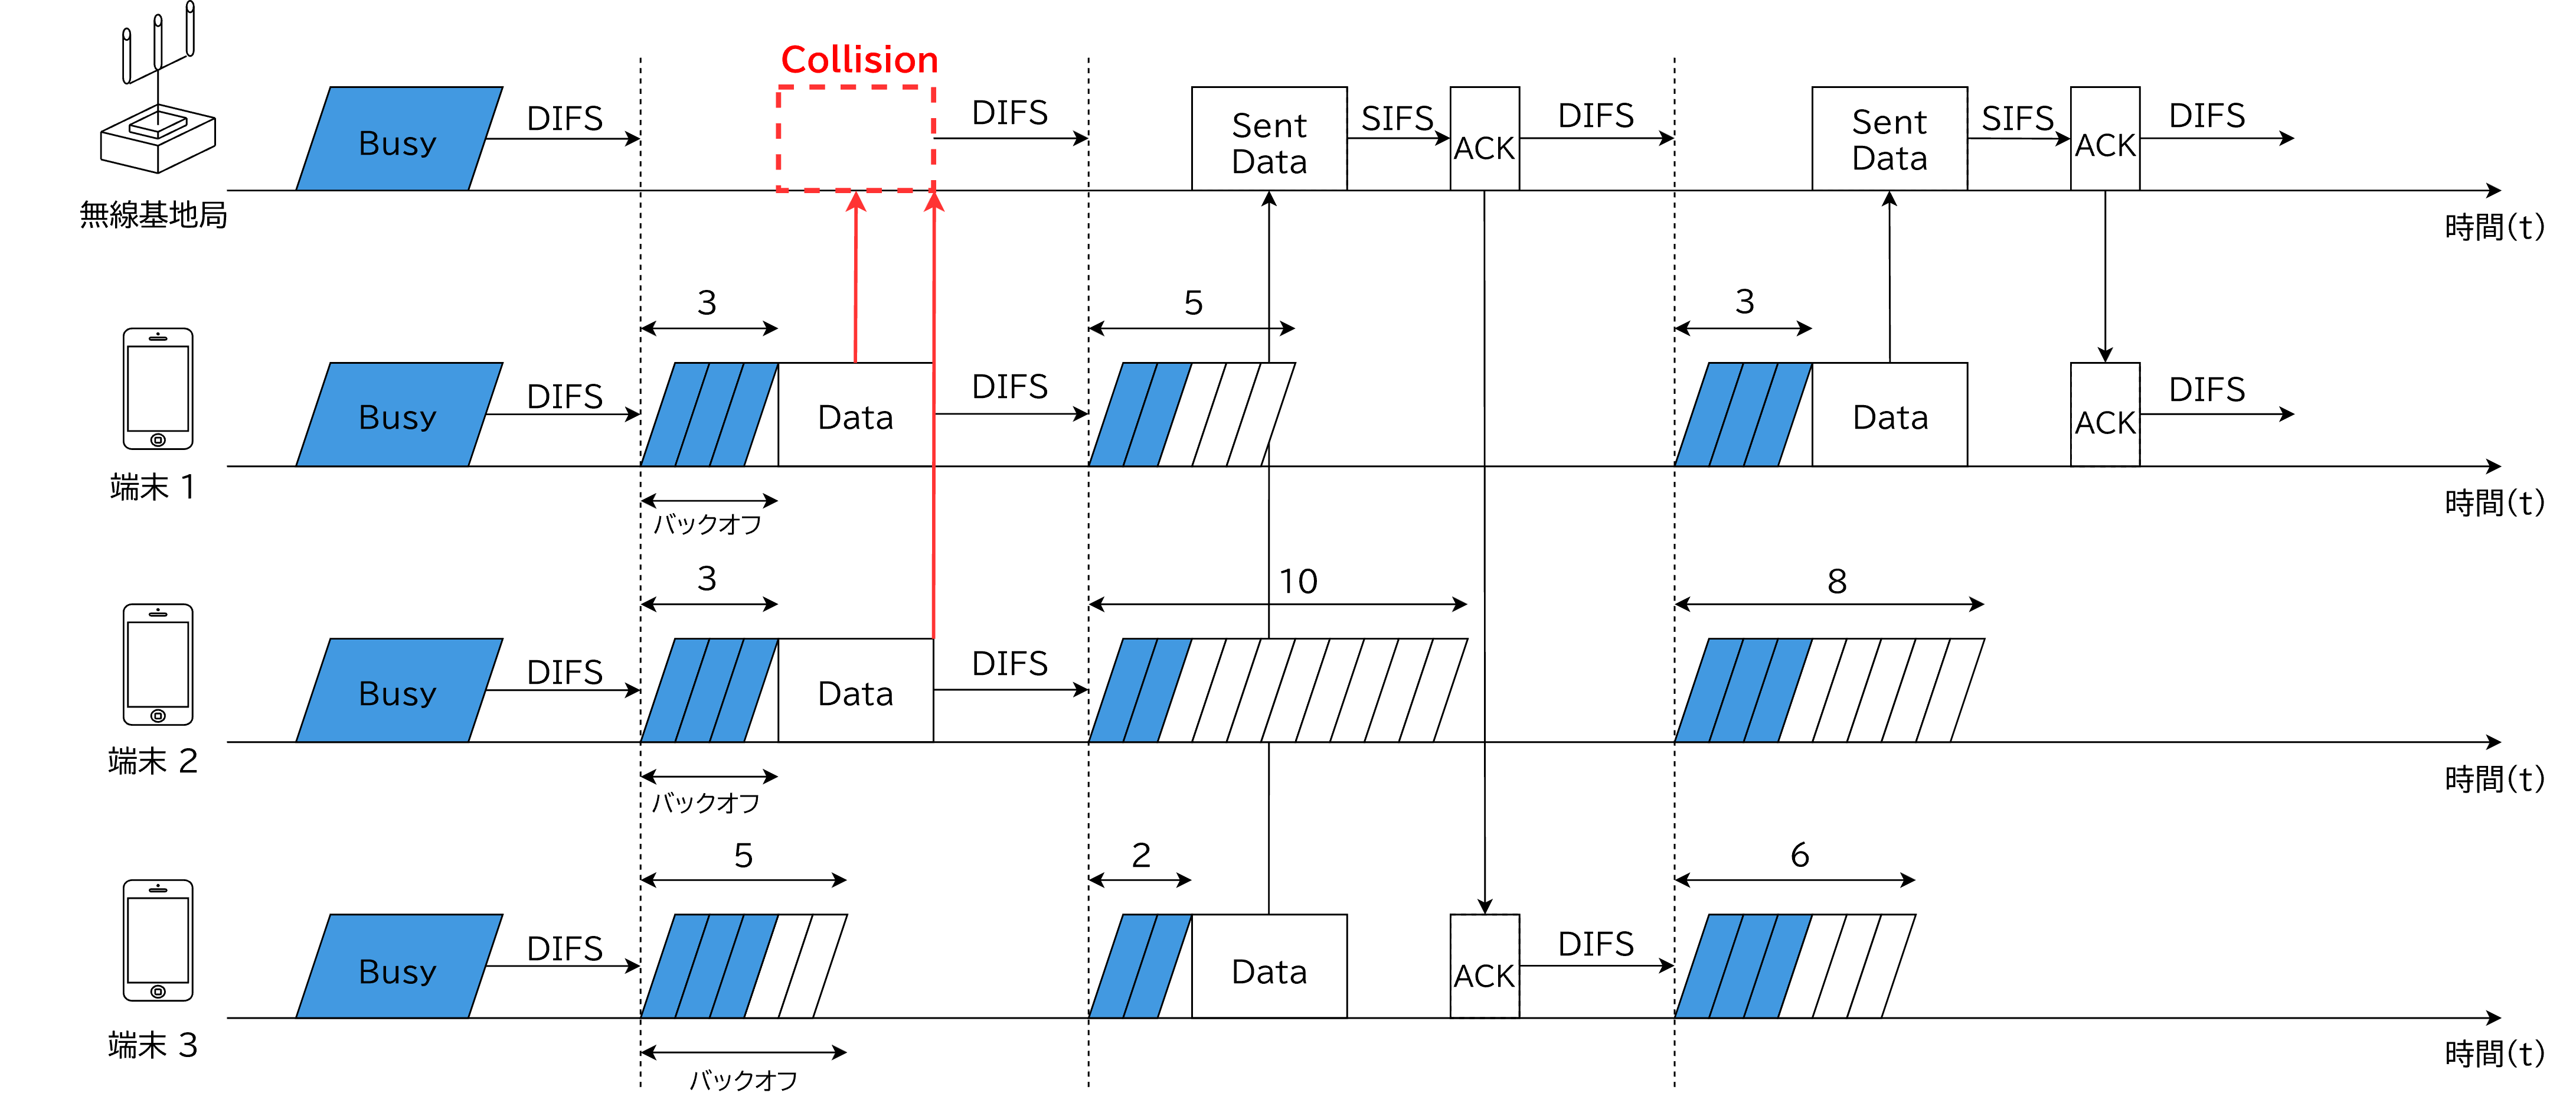 Collision
Busy
DIFS
DIFS
Sent
Data
SIFS
ACK
DIFS
Sent
Data
SIFS
ACK
DIFS
無線基地局
時間(t)
3
5
3
Busy
DIFS
Data
DIFS
Data
ACK
DIFS
端末 1
バックオフ
時間(t)
3
10
8
Busy
DIFS
Data
DIFS
端末 2
バックオフ
時間(t)
5
2
6
Busy
DIFS
Data
ACK
DIFS
端末 3
バックオフ
時間(t)